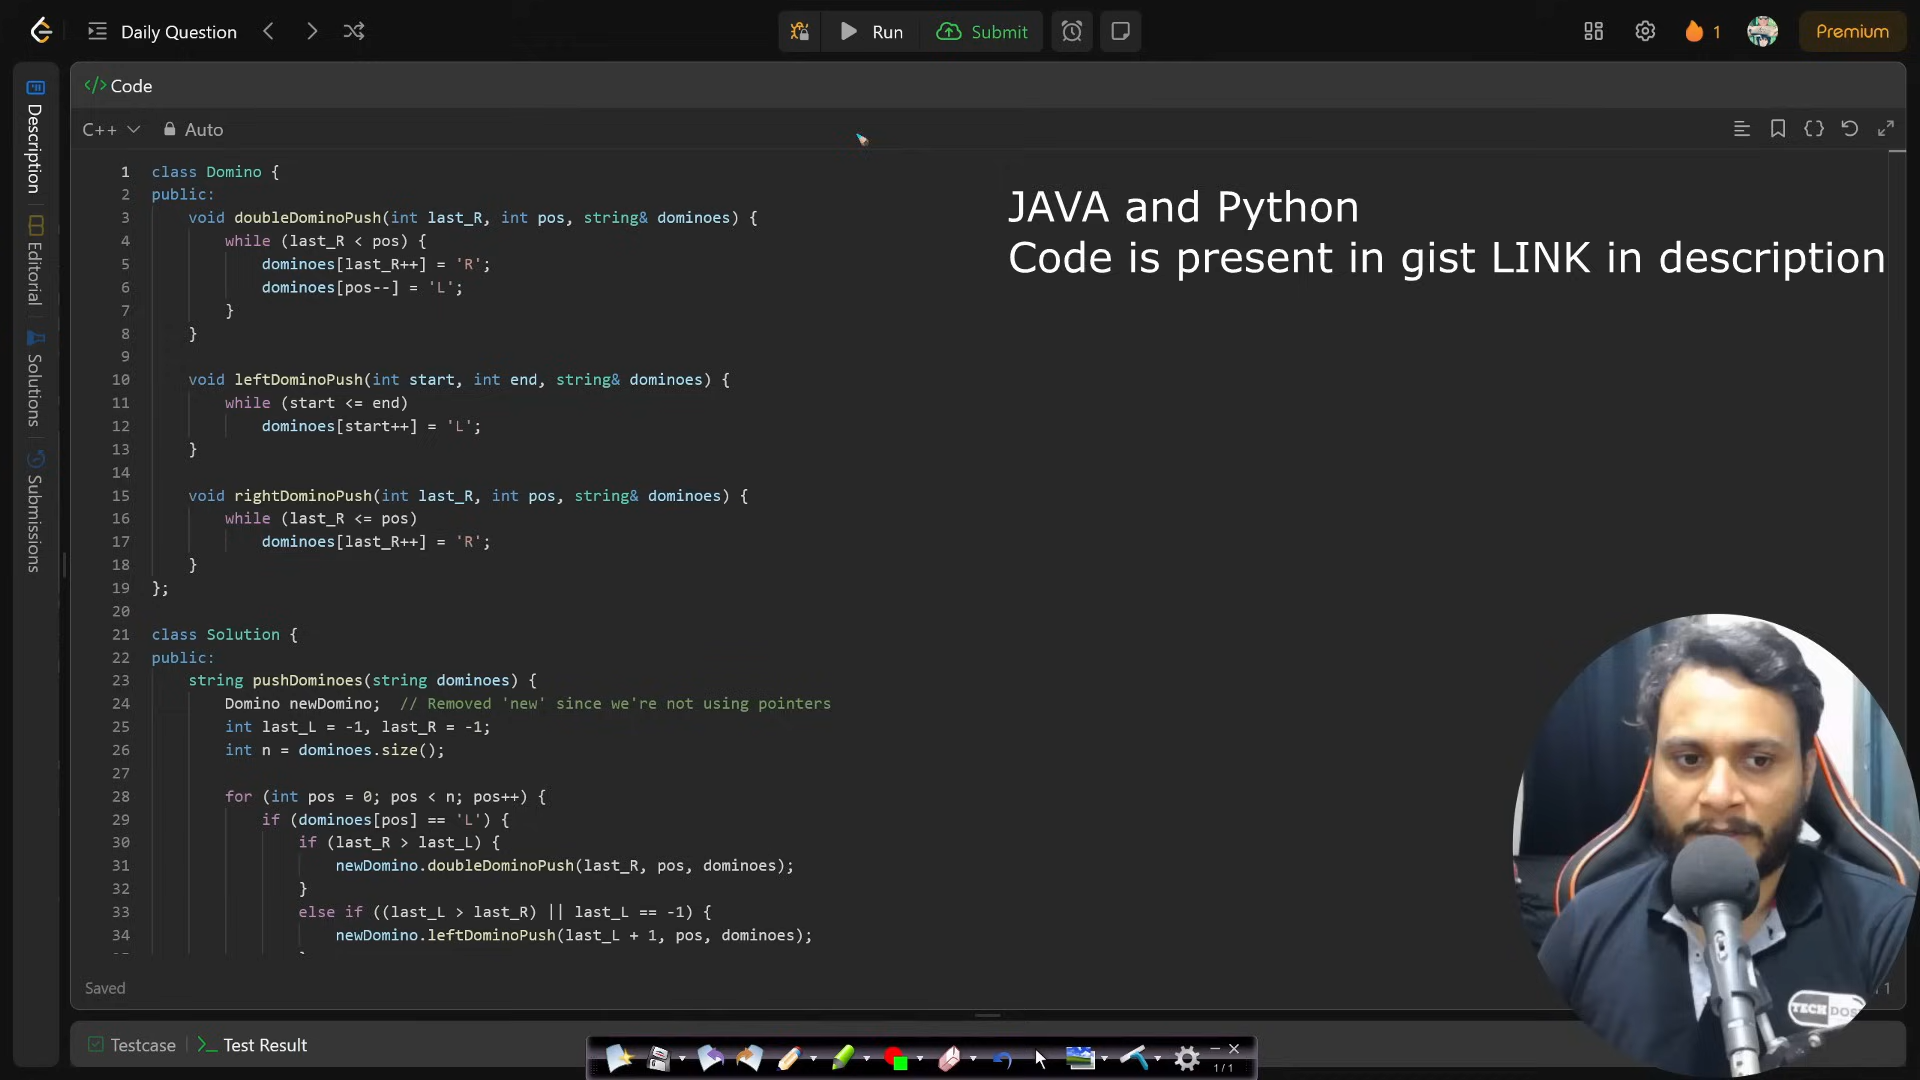 Daily Question
Run
Submit
1
Premium
</> Code
C++
Auto
Description
Editorial
Solutions
Submissions
JAVA and Python
Code is present in gist LINK in description
1 class Domino {
2 public:
3 void doubleDominoPush(int last_R, int pos, string& dominoes) {
4 while (last_R < pos) {
5 dominoes[last_R++] = 'R';
6 dominoes[pos--] = 'L';
7 }
8 }
9
10 void leftDominoPush(int start, int end, string& dominoes) {
11 while (start <= end)
12 dominoes[start++] = 'L';
13 }
14
15 void rightDominoPush(int last_R, int pos, string& dominoes) {
16 while (last_R <= pos)
17 dominoes[last_R++] = 'R';
18 }
19 };
20
21 class Solution {
22 public:
23 string pushDominoes(string dominoes) {
24 Domino newDomino; // Removed 'new' since we're not using pointers
25 int last_L = -1, last_R = -1;
26 int n = dominoes.size();
27
28 for (int pos = 0; pos < n; pos++) {
29 if (dominoes[pos] == 'L') {
30 if (last_R > last_L) {
31 newDomino.doubleDominoPush(last_R, pos, dominoes);
32 }
33 else if ((last_L > last_R) || last_L == -1) {
34 newDomino.leftDominoPush(last_L + 1, pos, dominoes);
Saved
TECH DOSE
Testcase
Test Result
1/1